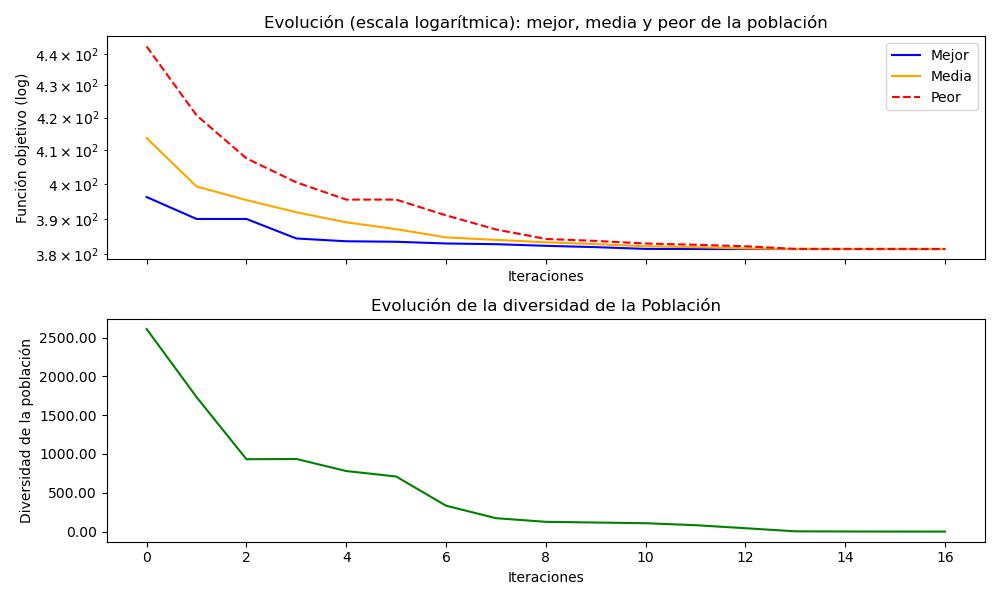 Evolución (escala logarítmica): mejor, media y peor de la población
Función objetivo (log)
4.4 × 10²
4.3 × 10²
4.2 × 10²
4.1 × 10²
4 × 10²
3.9 × 10²
3.8 × 10²
Mejor
Media
Peor
Iteraciones
Evolución de la diversidad de la Población
Diversidad de la población
2500.00
2000.00
1500.00
1000.00
500.00
0.00
0 2 4 6 8 10 12 14 16
Iteraciones